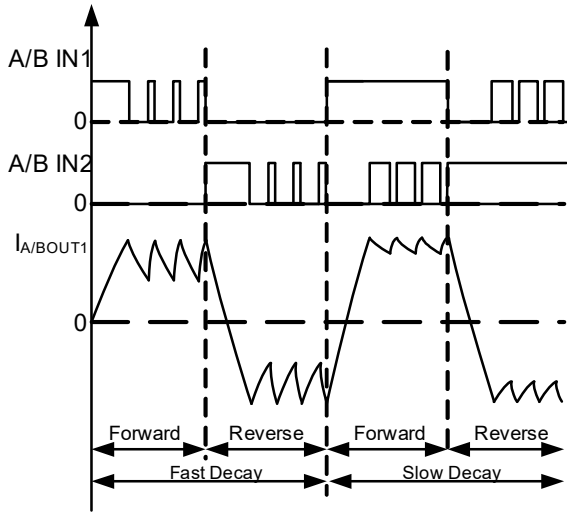 A/B IN1
0
A/B IN2
0
IA/BOUT1
0
Forward Reverse Forward Reverse
Fast Decay Slow Decay